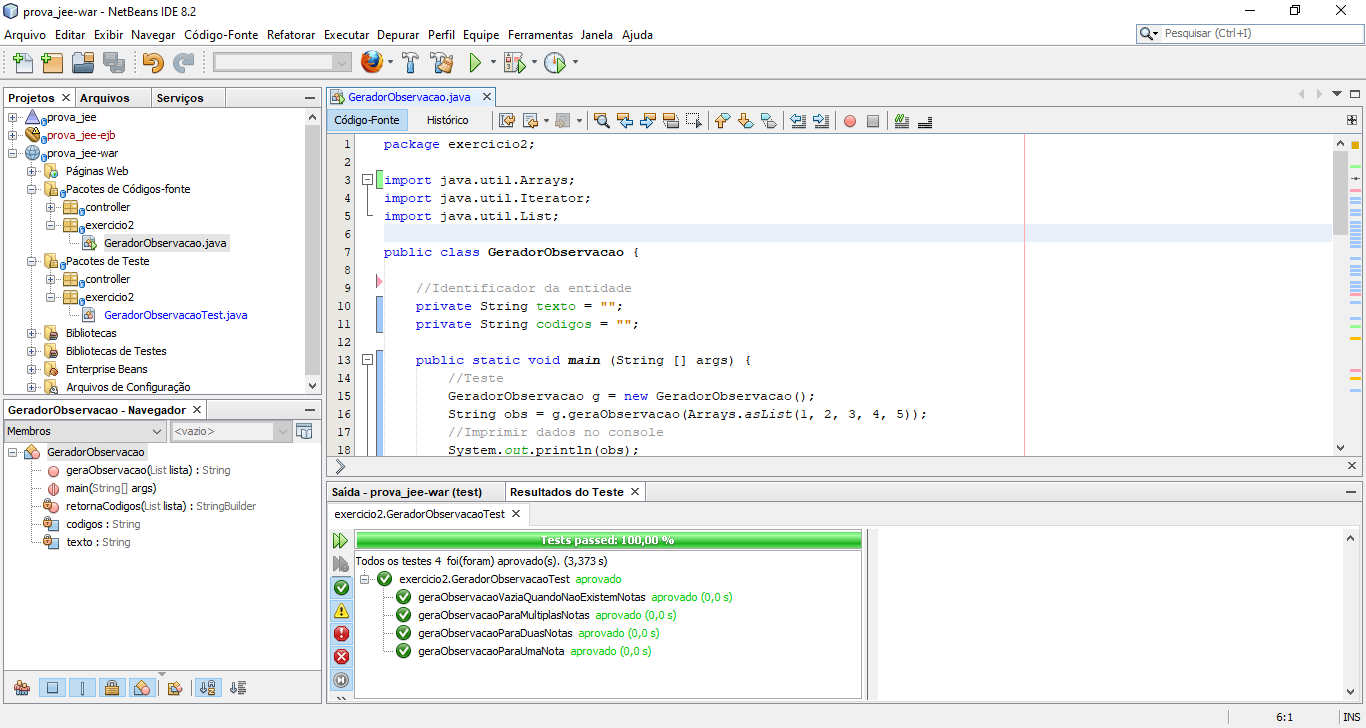 prova_jee-war - NetBeans IDE 8.2
Arquivo Editar Exibir Navegar Código-Fonte Refatorar Executar Depurar Perfil Equipe Ferramentas Janela Ajuda
Pesquisar (Ctrl+I)
Projetos Arquivos Serviços
prova_jee
prova_jee-ejb
prova_jee-war
Páginas Web
Pacotes de Códigos-fonte
controller
exercicio2
GeradorObservacao.java
Pacotes de Teste
controller
exercicio2
GeradorObservacaoTest.java
Bibliotecas
Bibliotecas de Testes
Enterprise Beans
Arquivos de Configuração
GeradorObservacao - Navegador
Membros <vazio>
GeradorObservacao
geraObservacao(List lista) : String
main(String[] args)
retornaCodigos(List lista) : StringBuilder
codigos : String
texto : String
GeradorObservacao.java
Código-Fonte Histórico
1 package exercicio2;
2
3 import java.util.Arrays;
4 import java.util.Iterator;
5 import java.util.List;
6
7 public class GeradorObservacao {
8
9 //Identificador da entidade
10 private String texto = "";
11 private String codigos = "";
12
13 public static void main (String [] args) {
14 //Teste
15 GeradorObservacao g = new GeradorObservacao();
16 String obs = g.geraObservacao(Arrays.asList(1, 2, 3, 4, 5));
17 //Imprimir dados no console
18 System.out.println(obs);
Saída - prova_jee-war (test) Resultados do Teste
exercicio2.GeradorObservacaoTest
Tests passed: 100,00 %
Todos os testes 4 foi(foram) aprovado(s). (3,373 s)
exercicio2.GeradorObservacaoTest aprovado
geraObservacaoVaziaQuandoNaoExistemNotas aprovado (0,0 s)
geraObservacaoParaMultiplasNotas aprovado (0,0 s)
geraObservacaoParaDuasNotas aprovado (0,0 s)
geraObservacaoParaUmaNota aprovado (0,0 s)
6:1 INS